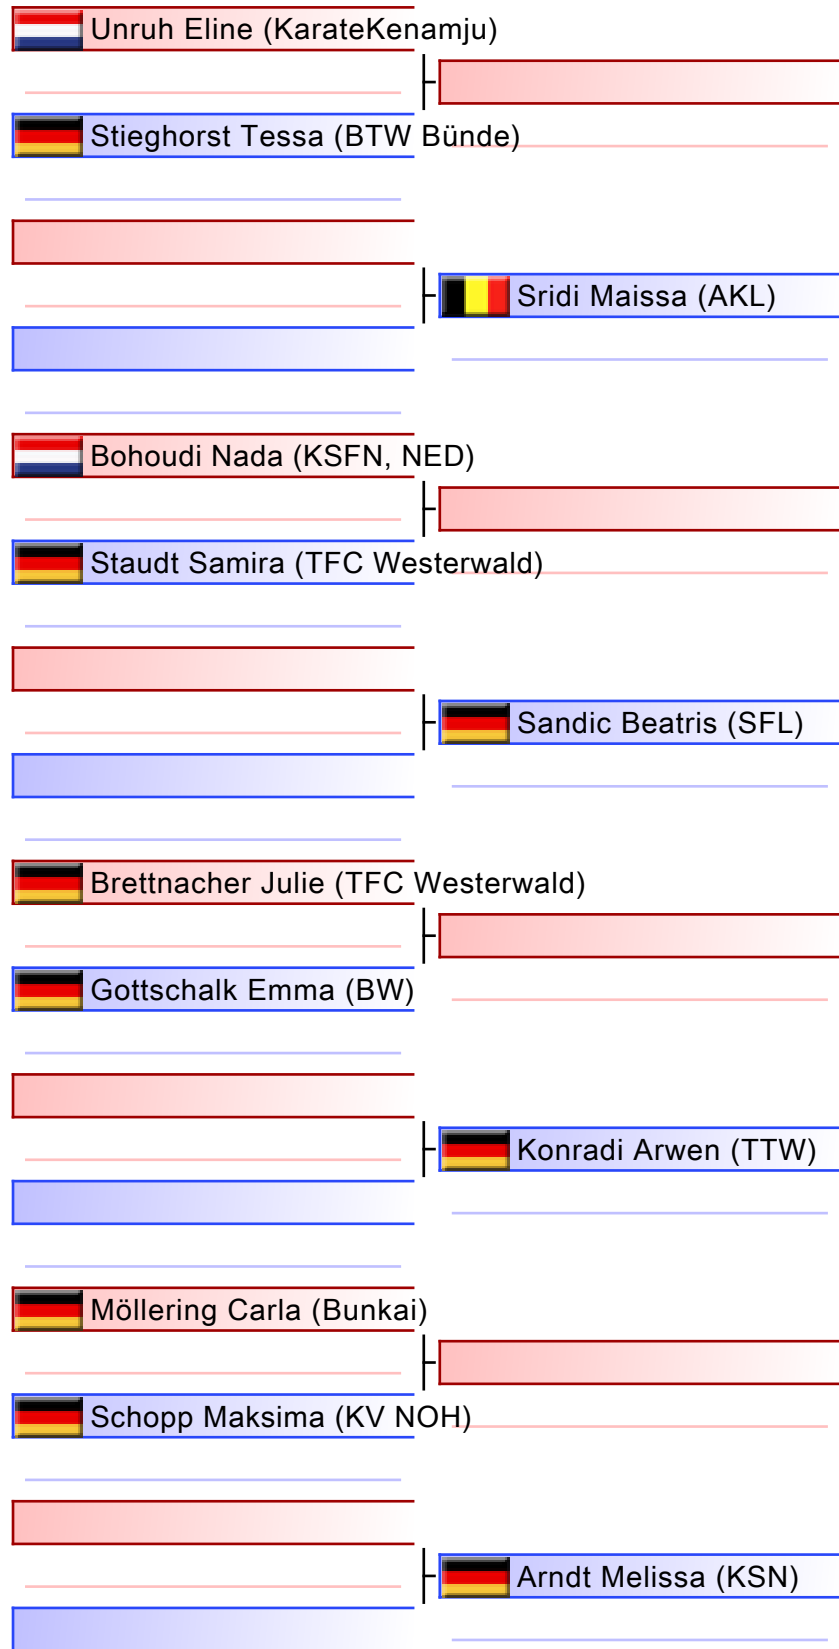 Unruh Eline (KarateKenamju)
Stieghorst Tessa (BTW Bünde)
Sridi Maissa (AKL)
Bohoudi Nada (KSFN, NED)
Staudt Samira (TFC Westerwald)
Sandic Beatris (SFL)
Brettnacher Julie (TFC Westerwald)
Gottschalk Emma (BW)
Konradi Arwen (TTW)
Möllering Carla (Bunkai)
Schopp Maksima (KV NOH)
Arndt Melissa (KSN)